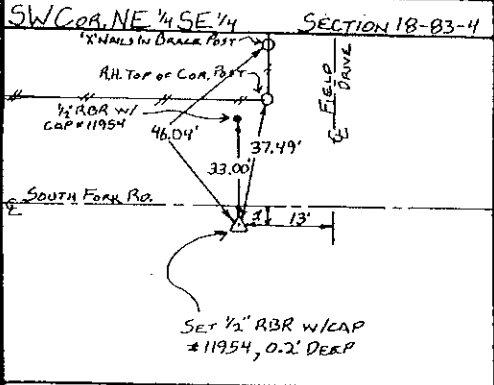 SW COR. NE 1/4 SE 1/4 SECTION 18-83-4
'X' NAILS IN BRACE POST
R.H. TOP OF COR. POST
FIELD DRIVE
℄
1/2" RBR W/
CAP #11954
46.04'
37.49'
33.00'
℄ SOUTH FORK RD.
13'
SET 1/2" RBR W/CAP
#11954, 0.2' DEEP